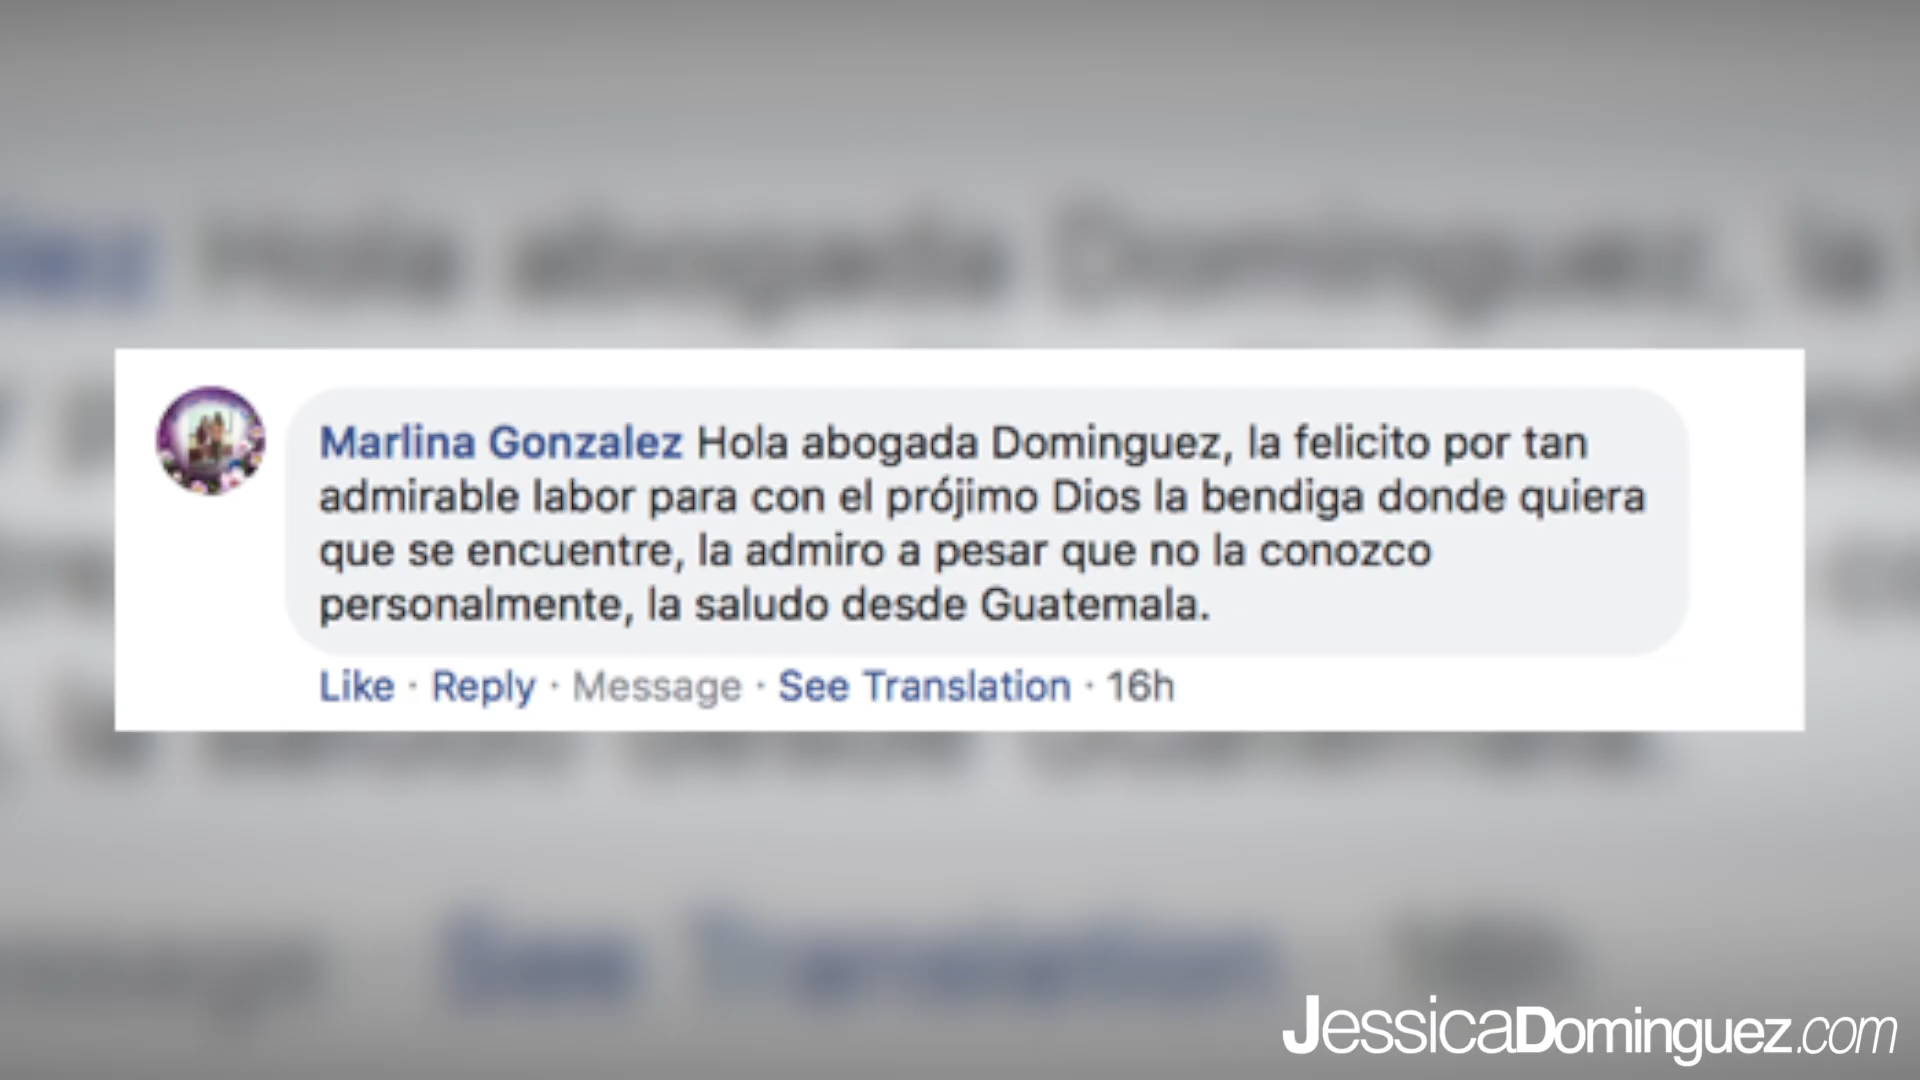 Marlina Gonzalez Hola abogada Dominguez, la felicito por tan
admirable labor para con el prójimo Dios la bendiga donde quiera
que se encuentre, la admiro a pesar que no la conozco
personalmente, la saludo desde Guatemala.
Like · Reply · Message · See Translation · 16h
JessicaDominguez.com